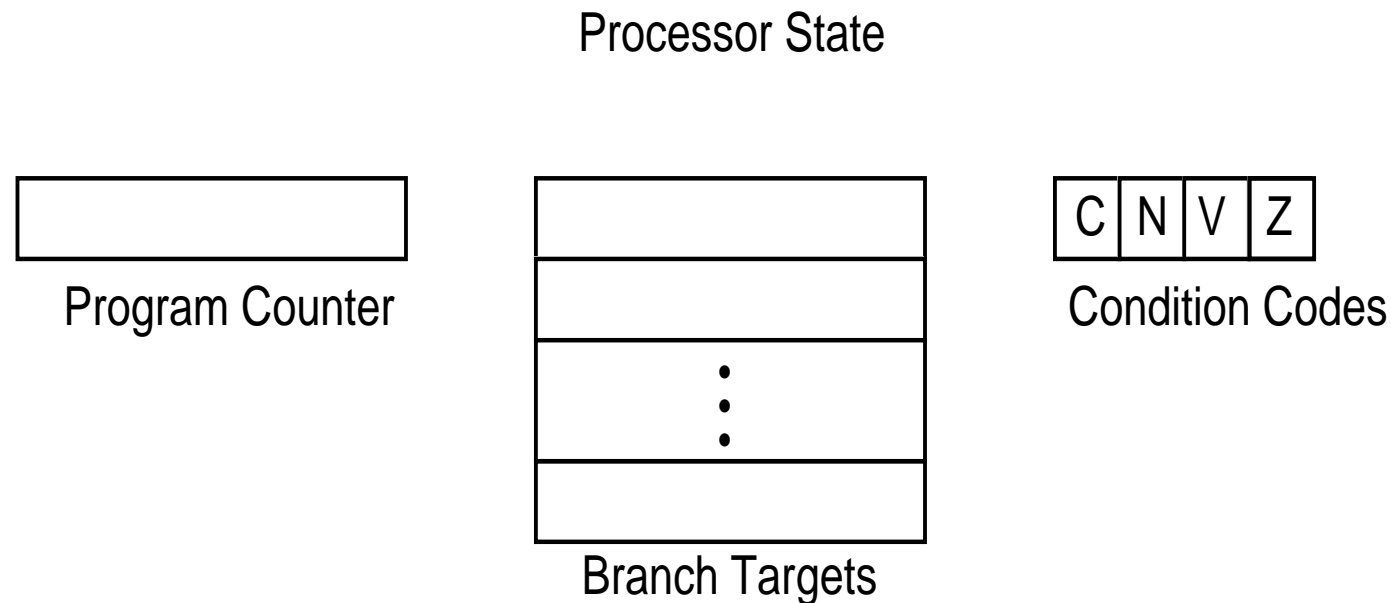 Processor State
C N V Z
Program Counter
Condition Codes
Branch Targets